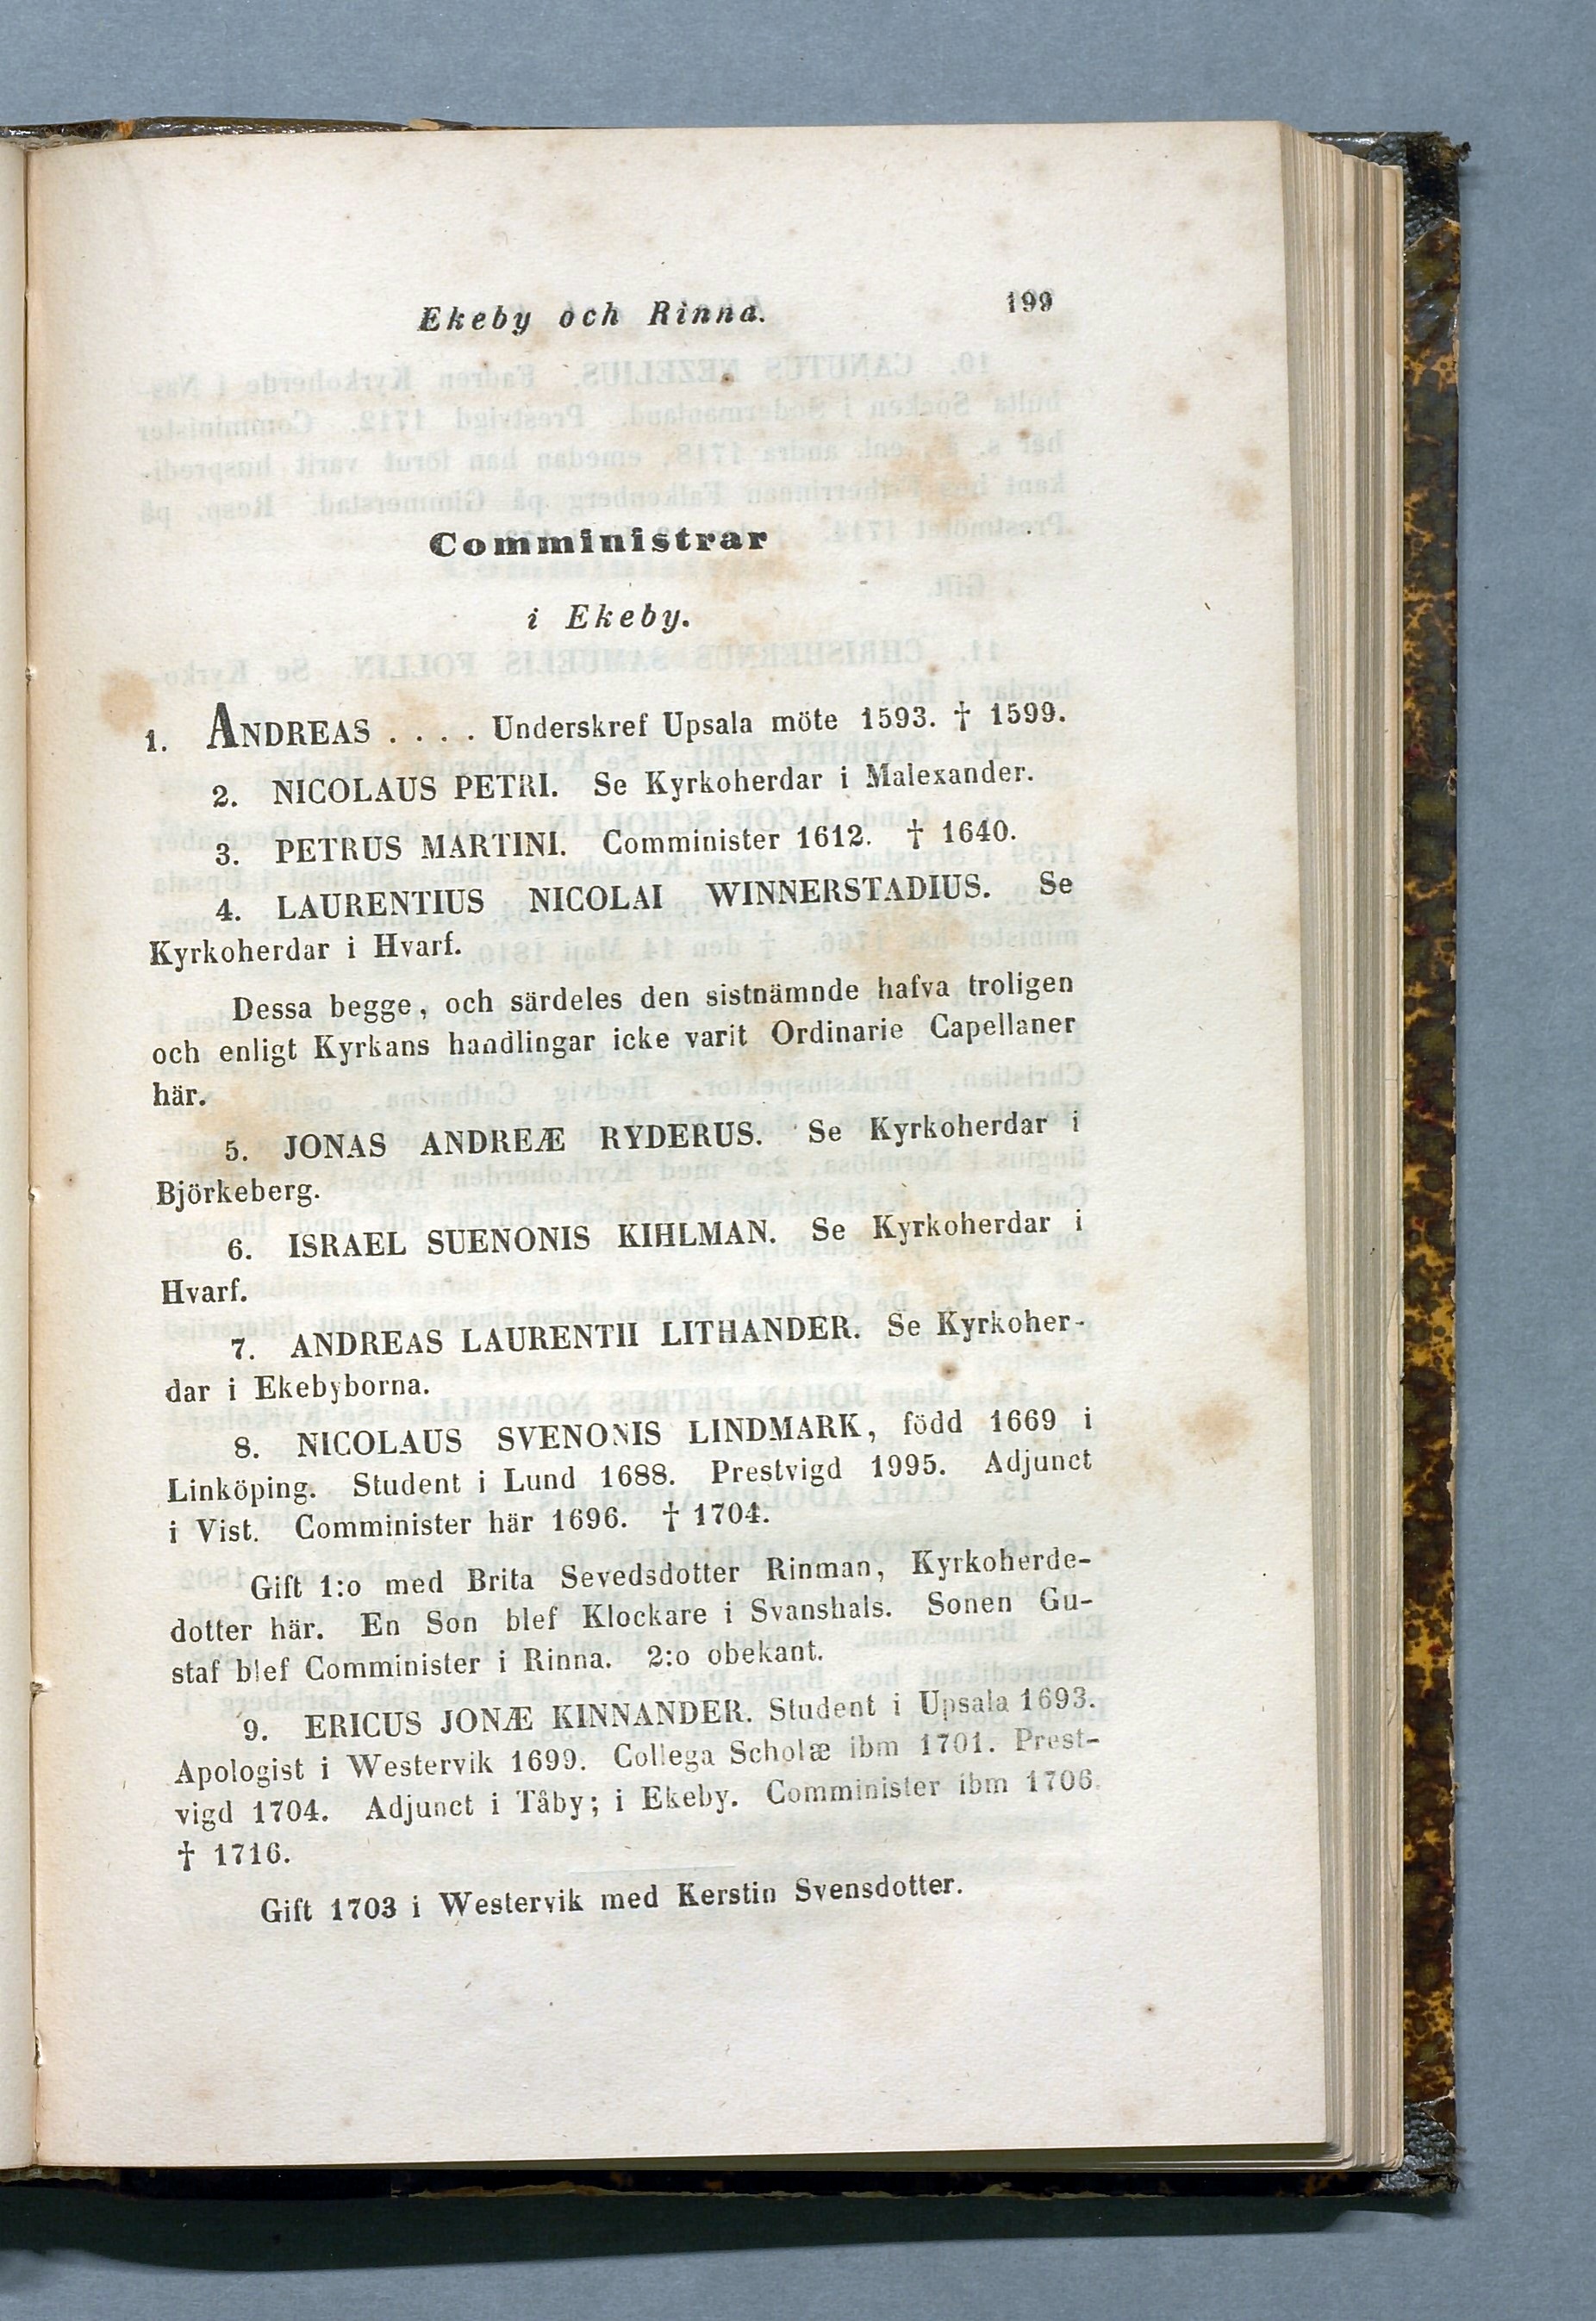 Ekeby och Rinna. 199
Comministrar
i Ekeby.
1. ANDREAS . . . . Underskref Upsala möte 1593. † 1599.
2. NICOLAUS PETRI. Se Kyrkoherdar i Malexander.
3. PETRUS MARTINI. Comminister 1612. † 1640.
4. LAURENTIUS NICOLAI WINNERSTADIUS. Se
Kyrkoherdar i Hvarf.
Dessa begge, och särdeles den sistnämnde hafva troligen
och enligt Kyrkans handlingar icke varit Ordinarie Capellaner
här.
5. JONAS ANDREÆ RYDERUS. Se Kyrkoherdar i
Björkeberg.
6. ISRAEL SUENONIS KIHLMAN. Se Kyrkoherdar i
Hvarf.
7. ANDREAS LAURENTII LITHANDER. Se Kyrkoher-
dar i Ekebyborna.
8. NICOLAUS SVENONIS LINDMARK, född 1669 i
Linköping. Student i Lund 1688. Prestvigd 1995. Adjunct
i Vist. Comminister här 1696. † 1704.
Gift 1:o med Brita Sevedsdotter Rinman, Kyrkoherde-
dotter här. En Son blef Klockare i Svanshals. Sonen Gu-
staf blef Comminister i Rinna. 2:o obekant.
9. ERICUS JONÆ KINNANDER. Student i Upsala 1693.
Apologist i Westervik 1699. Collega Scholæ ibm 1701. Prest-
vigd 1704. Adjunct i Tåby; i Ekeby. Comminister ibm 1706.
† 1716.
Gift 1703 i Westervik med Kerstin Svensdotter.